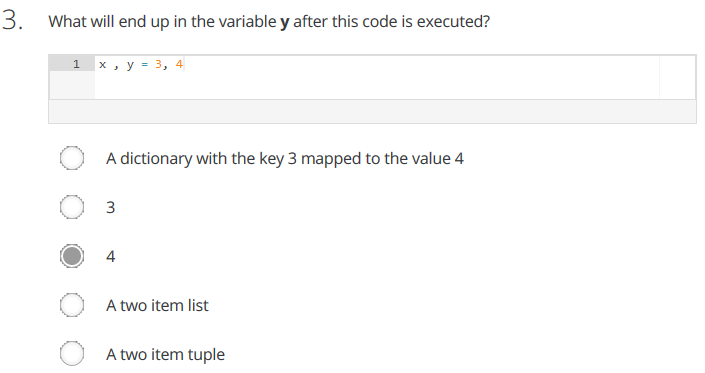 3. What will end up in the variable y after this code is executed?
1 x , y = 3, 4
A dictionary with the key 3 mapped to the value 4
3
4
A two item list
A two item tuple